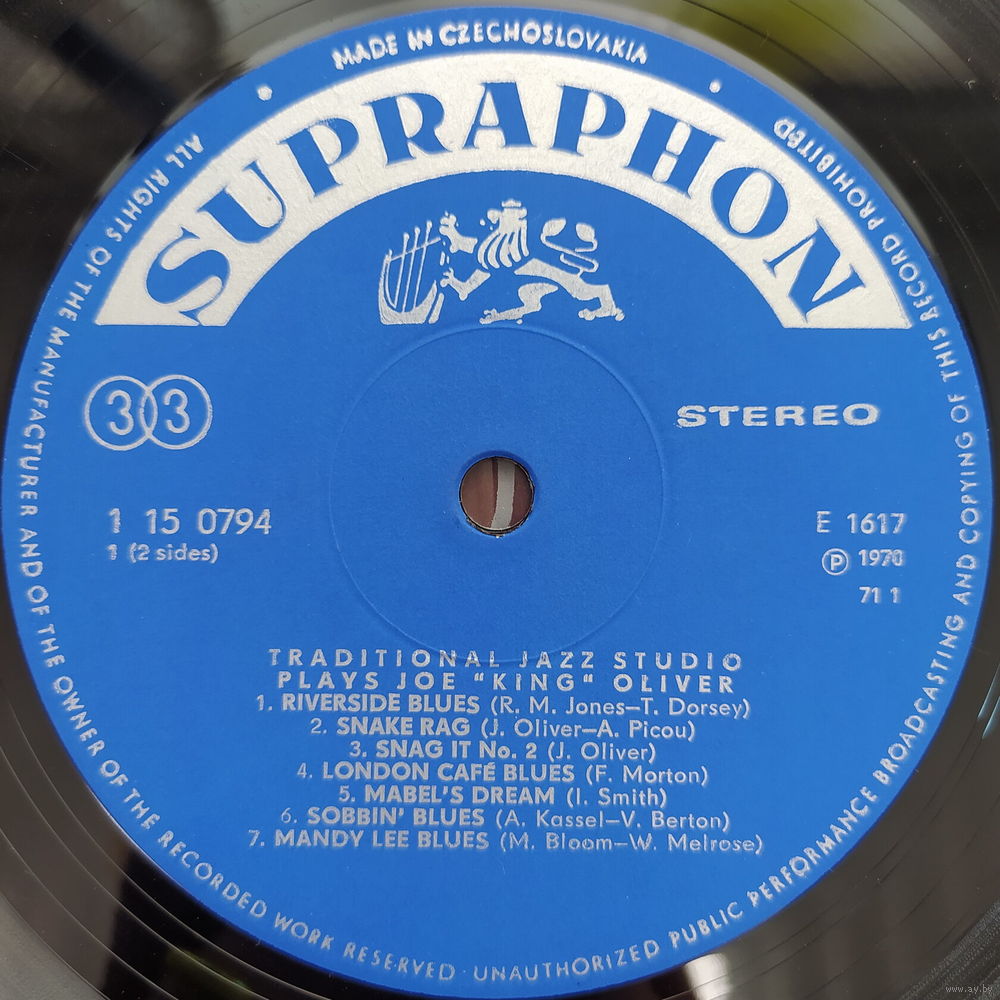 MADE IN CZECHOSLOVAKIA
ALL RIGHTS OF THE MANUFACTURER AND OF THE OWNER OF THE RECORDED WORK RESERVED · UNAUTHORIZED PUBLIC PERFORMANCE BROADCASTING AND COPYING OF THIS RECORD PROHIBITED
SUPRAPHON
33
STEREO
1 15 0794
1 (2 sides)
E 1617
Ⓟ 1970
71 1
TRADITIONAL JAZZ STUDIO
PLAYS JOE "KING" OLIVER
1. RIVERSIDE BLUES (R. M. Jones–T. Dorsey)
2. SNAKE RAG (J. Oliver–A. Picou)
3. SNAG IT No. 2 (J. Oliver)
4. LONDON CAFÉ BLUES (F. Morton)
5. MABEL'S DREAM (I. Smith)
6. SOBBIN' BLUES (A. Kassel–V. Berton)
7. MANDY LEE BLUES (M. Bloom–W. Melrose)
www.ay.by